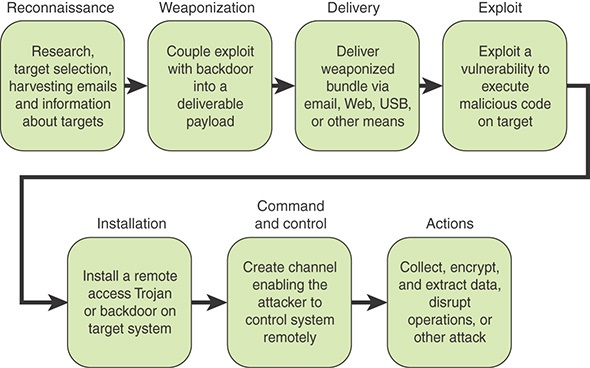 Reconnaissance
Weaponization
Delivery
Exploit
Research,
target selection,
harvesting emails
and information
about targets
Couple exploit
with backdoor
into a
deliverable
payload
Deliver
weaponized
bundle via
email, Web, USB,
or other means
Exploit a
vulnerability to
execute
malicious code
on target
Installation
Command
and control
Actions
Install a remote
access Trojan
or backdoor on
target system
Create channel
enabling the
attacker to
control system
remotely
Collect, encrypt,
and extract data,
disrupt
operations, or
other attack